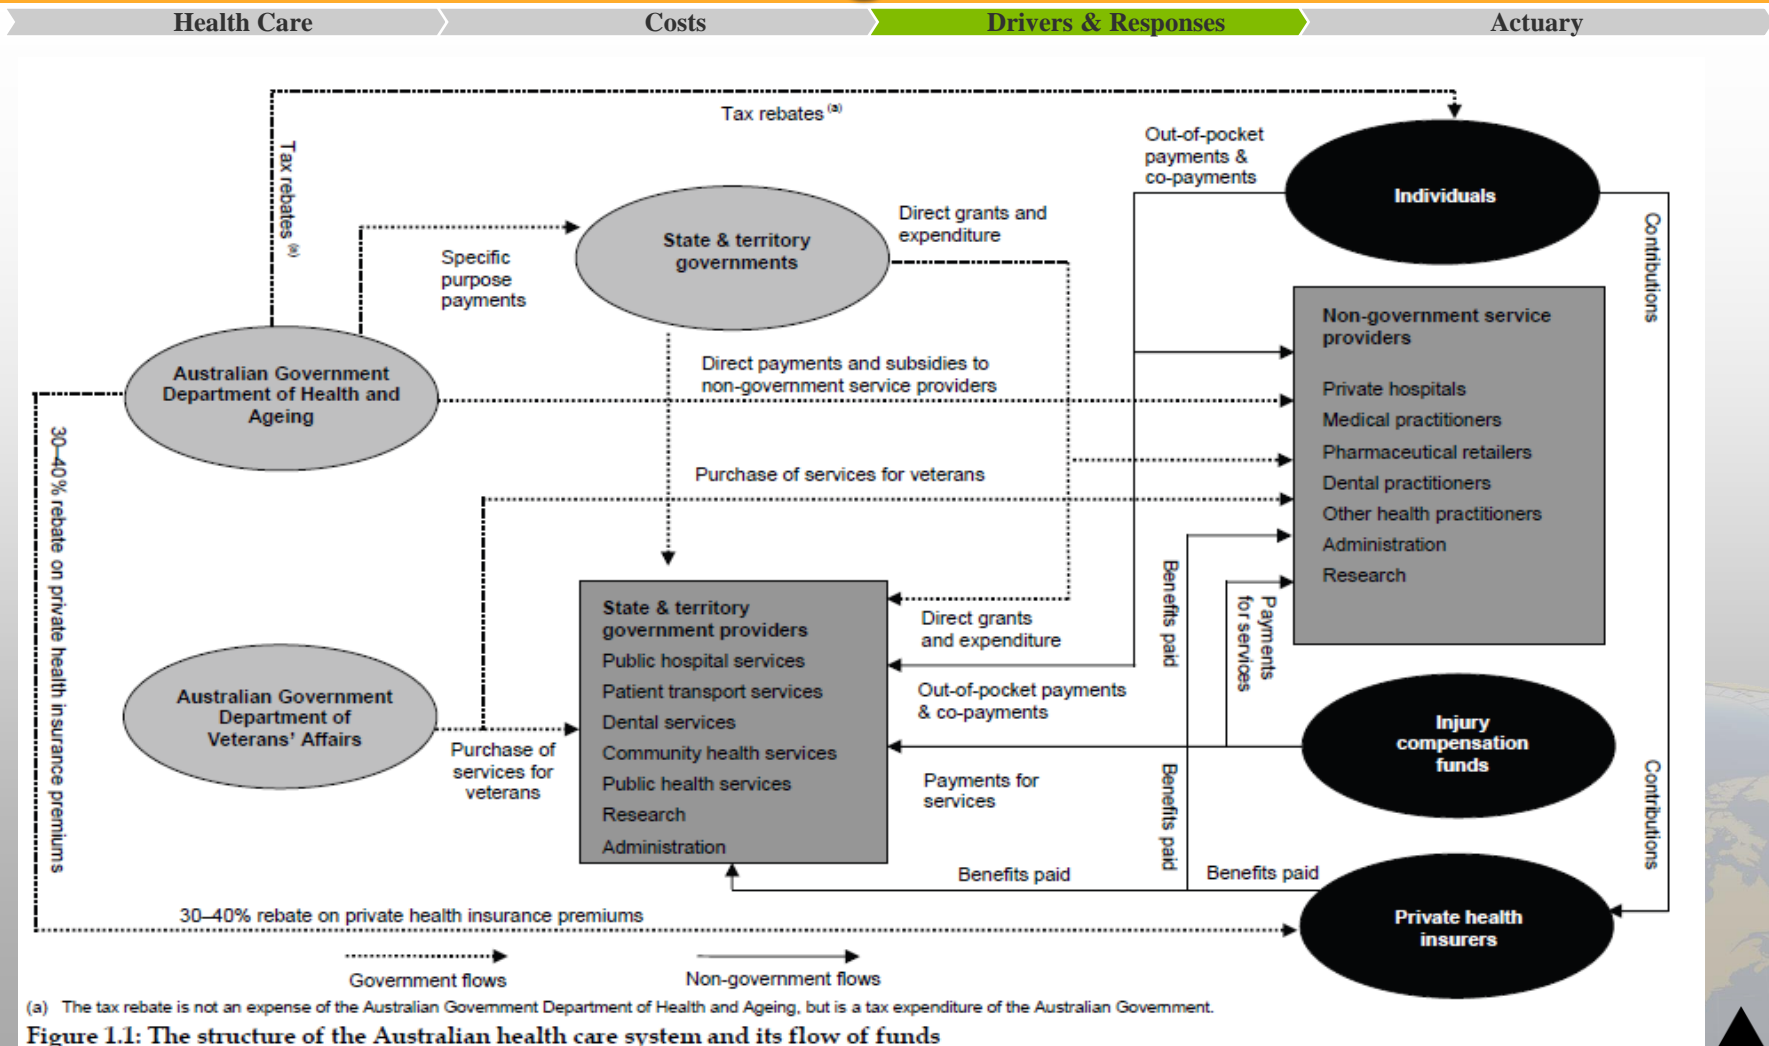 Health Care
Costs
Drivers & Responses
Actuary
Tax rebates (a)
Tax rebates (a)
Out-of-pocket
payments &
co-payments
Individuals
Contributions
State & territory
governments
Direct grants and
expenditure
Specific
purpose
payments
Non-government service
providers
Private hospitals
Medical practitioners
Pharmaceutical retailers
Dental practitioners
Other health practitioners
Administration
Research
Direct payments and subsidies to
non-government service providers
Australian Government
Department of Health and
Ageing
30–40% rebate on private health insurance premiums
Purchase of services for veterans
Benefits paid
Payments
for services
State & territory
government providers
Public hospital services
Patient transport services
Dental services
Community health services
Public health services
Research
Administration
Direct grants
and expenditure
Out-of-pocket payments
& co-payments
Australian Government
Department of
Veterans' Affairs
Purchase of
services for
veterans
Injury
compensation
funds
Payments for
services
Benefits paid
Contributions
Benefits paid
Benefits paid
30–40% rebate on private health insurance premiums
Private health
insurers
Government flows
Non-government flows
(a) The tax rebate is not an expense of the Australian Government Department of Health and Ageing, but is a tax expenditure of the Australian Government.
Figure 1.1: The structure of the Australian health care system and its flow of funds